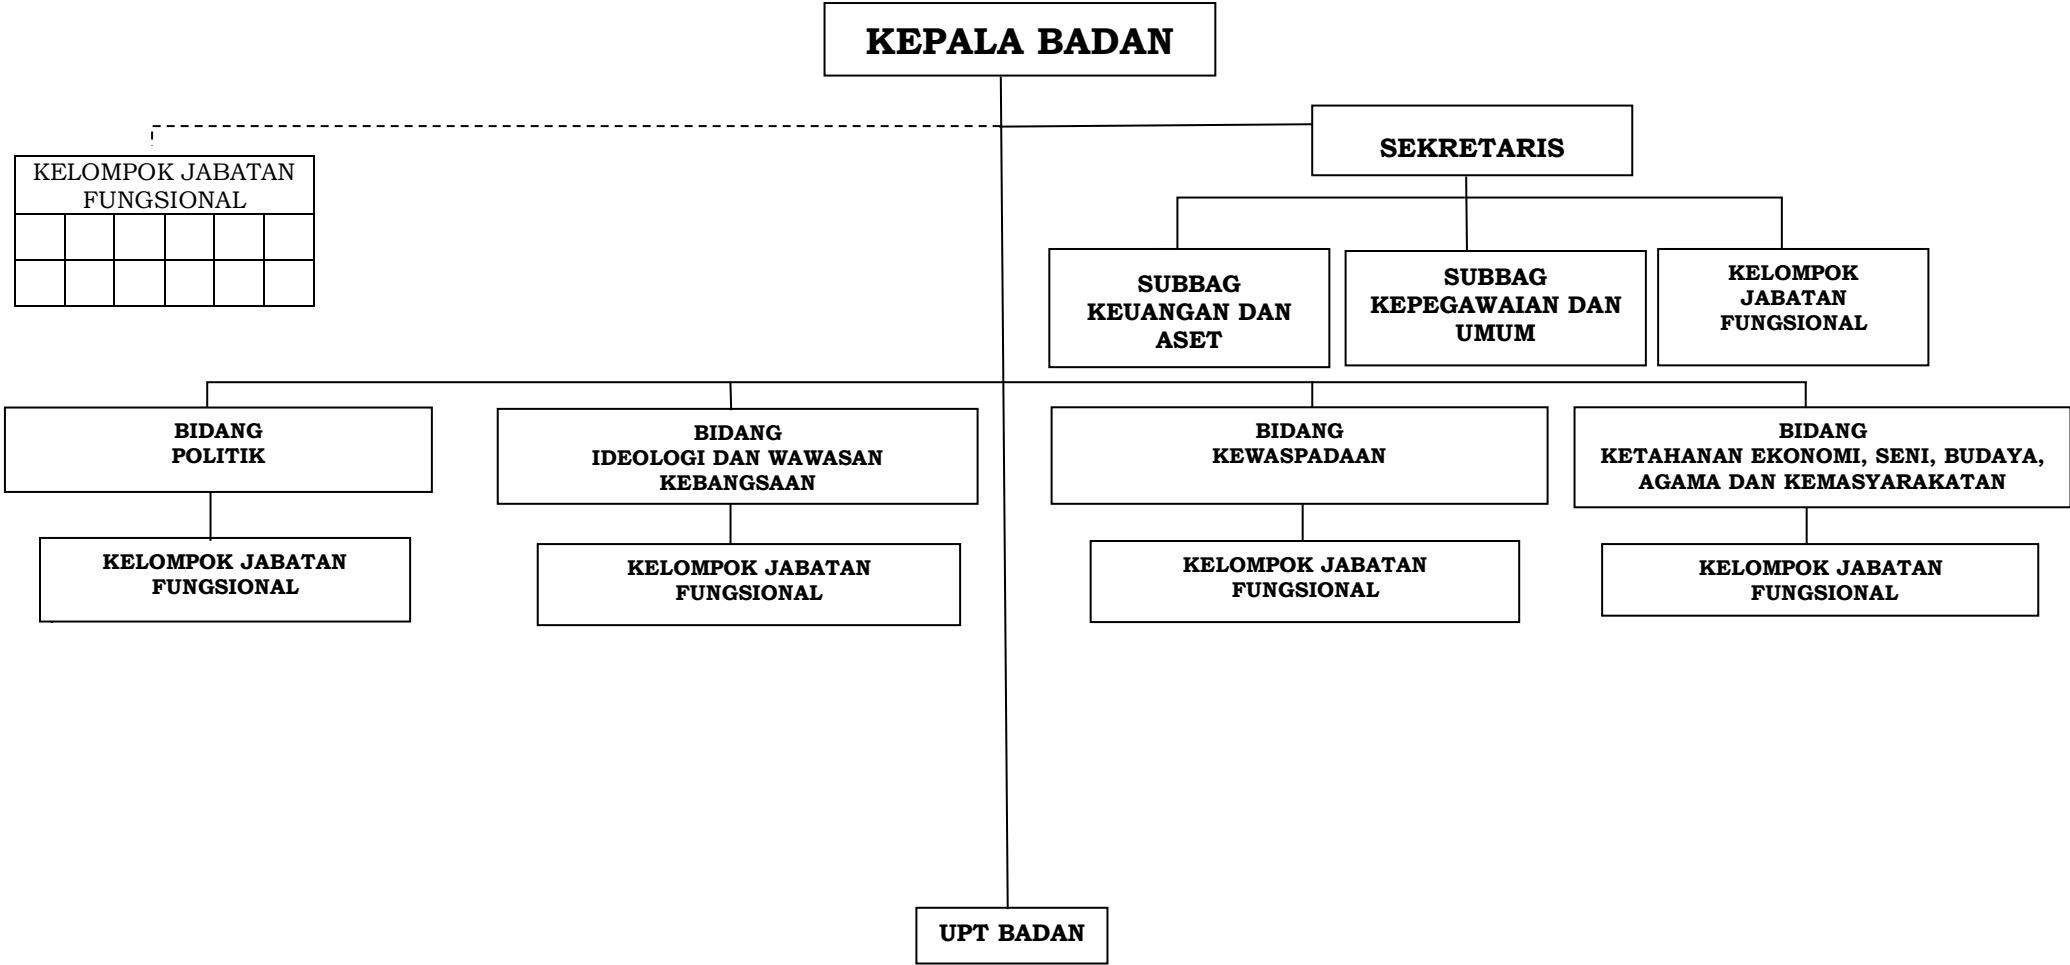 KEPALA BADAN
SEKRETARIS
KELOMPOK JABATAN
FUNGSIONAL
SUBBAG
KEUANGAN DAN
ASET
SUBBAG
KEPEGAWAIAN DAN
UMUM
KELOMPOK
JABATAN
FUNGSIONAL
BIDANG
POLITIK
BIDANG
IDEOLOGI DAN WAWASAN
KEBANGSAAN
BIDANG
KEWASPADAAN
BIDANG
KETAHANAN EKONOMI, SENI, BUDAYA,
AGAMA DAN KEMASYARAKATAN
KELOMPOK JABATAN
FUNGSIONAL
KELOMPOK JABATAN
FUNGSIONAL
KELOMPOK JABATAN
FUNGSIONAL
KELOMPOK JABATAN
FUNGSIONAL
UPT BADAN